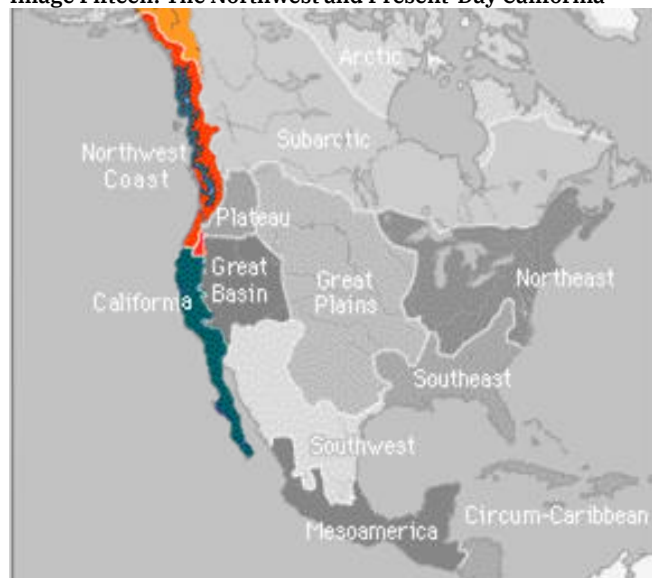 Image Fifteen: The Northwest and Present-Day California
Arctic
Subarctic
Northwest
Coast
Plateau
Great
Basin
Great
Plains
Northeast
California
Southeast
Southwest
Mesoamerica
Circum-Caribbean